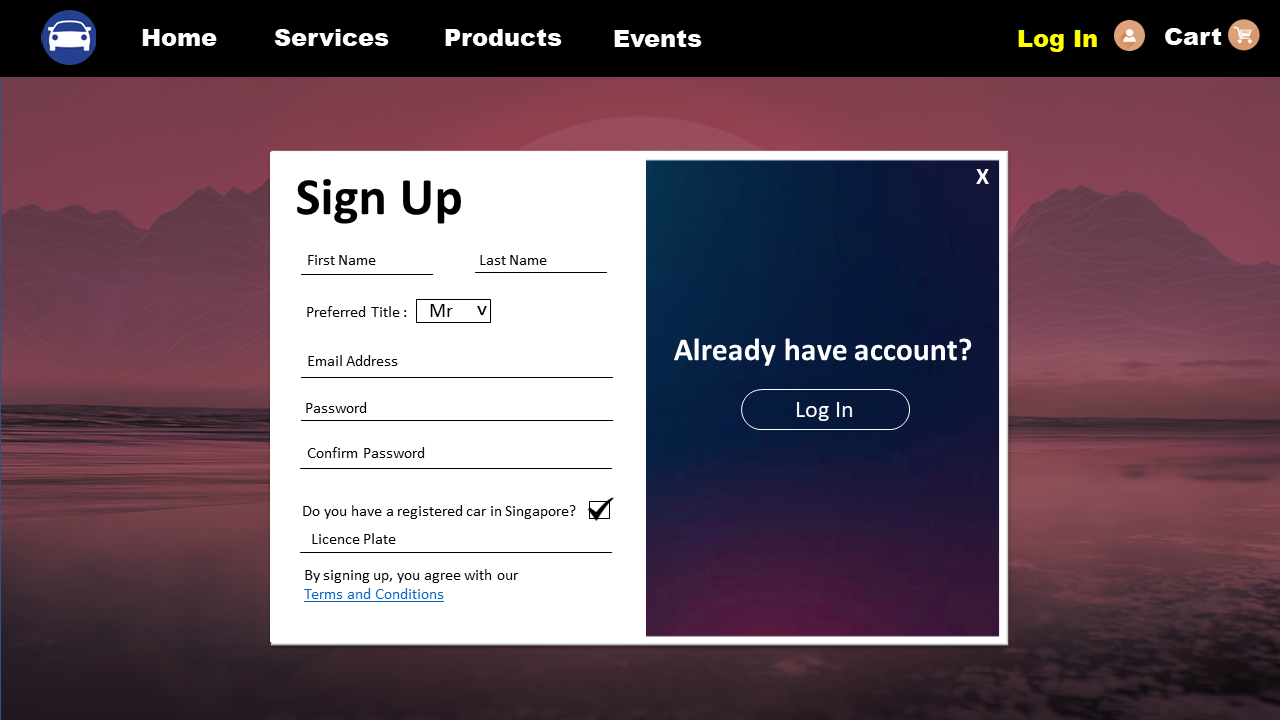 Home Services Products Events Log In Cart
Sign Up
X
First Name Last Name
Preferred Title : Mr v
Email Address
Password
Confirm Password
Do you have a registered car in Singapore?
Licence Plate
By signing up, you agree with our
Terms and Conditions
Already have account?
Log In